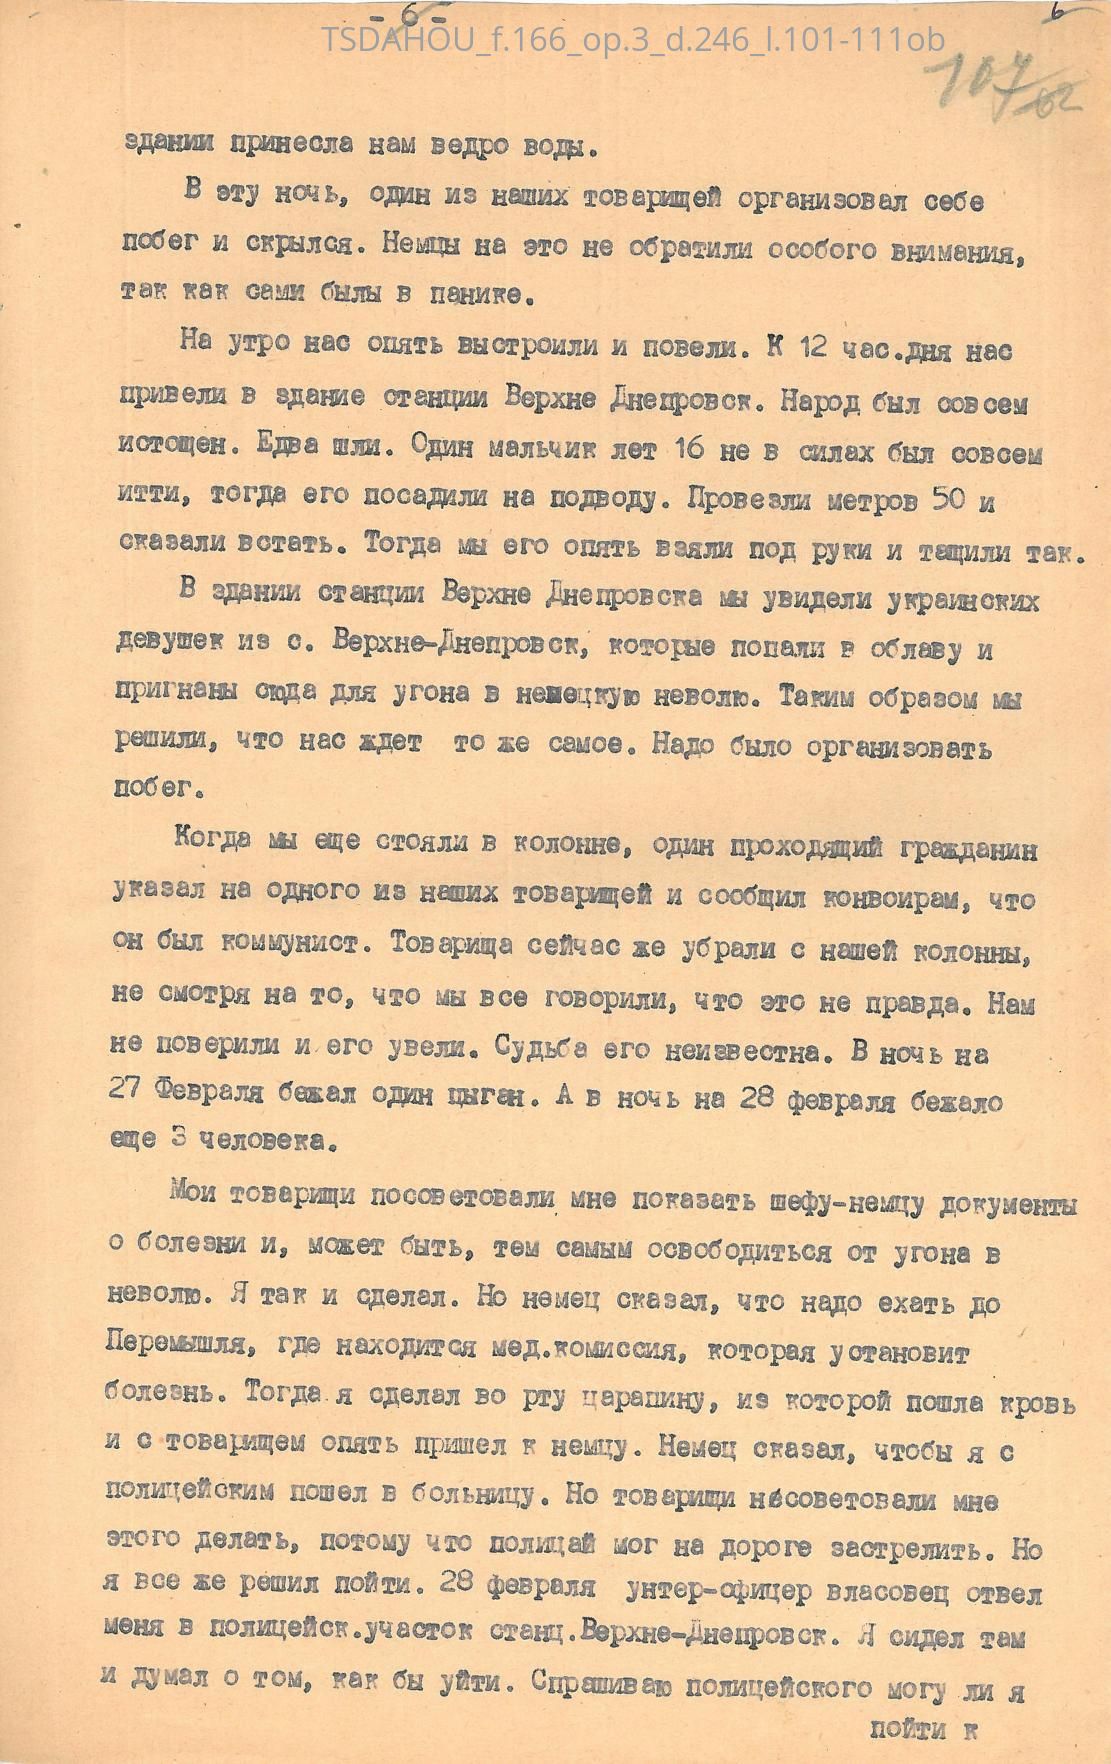 - 6 -
6
TSDAHOU_f.166_op.3_d.246_l.101-111ob
107
62
здании принесла нам ведро воды.
В эту ночь, один из наших товарищей организовал себе
побег и скрылся. Немцы на это не обратили особого внимания,
так как сами былы в панике.
На утро нас опять выстроили и повели. К 12 час.дня нас
привели в здание станции Верхне Днепровск. Народ был совсем
истощен. Едва шли. Один мальчик лет 16 не в силах был совсем
итти, тогда его посадили на подводу. Провезли метров 50 и
сказали встать. Тогда мы его опять взяли под руки и тащили так.
В здании станции Верхне Днепровска мы увидели украинских
девушек из с. Верхне-Днепровск, которые попали в облаву и
пригнаны сюда для угона в немецкую неволю. Таким образом мы
решили, что нас ждет то же самое. Надо было организовать
побег.
Когда мы еще стояли в колонне, один проходящий гражданин
указал на одного из наших товарищей и сообщил конвоирам, что
он был коммунист. Товарища сейчас же убрали с нашей колонны,
не смотря на то, что мы все говорили, что это не правда. Нам
не поверили и его увели. Судьба его неизвестна. В ночь на
27 Февраля бежал один цыган. А в ночь на 28 февраля бежало
еще 3 человека.
Мои товарищи посоветовали мне показать шефу-немцу документы
о болезни и, может быть, тем самым освободиться от угона в
неволю. Я так и сделал. Но немец сказал, что надо ехать до
Перемышля, где находится мед.комиссия, которая установит
болезнь. Тогда я сделал во рту царапину, из которой пошла кровь
и с товарищем опять пришел к немцу. Немец сказал, чтобы я с
полицейским пошел в больницу. Но товарищи несоветовали мне
этого делать, потому что полицай мог на дороге застрелить. Но
я все же решил пойти. 28 февраля унтер-офицер власовец отвел
меня в полицейск.участок станц.Верхне-Днепровск. Я сидел там
и думал о том, как бы уйти. Спрашиваю полицейского могу ли я
пойти к